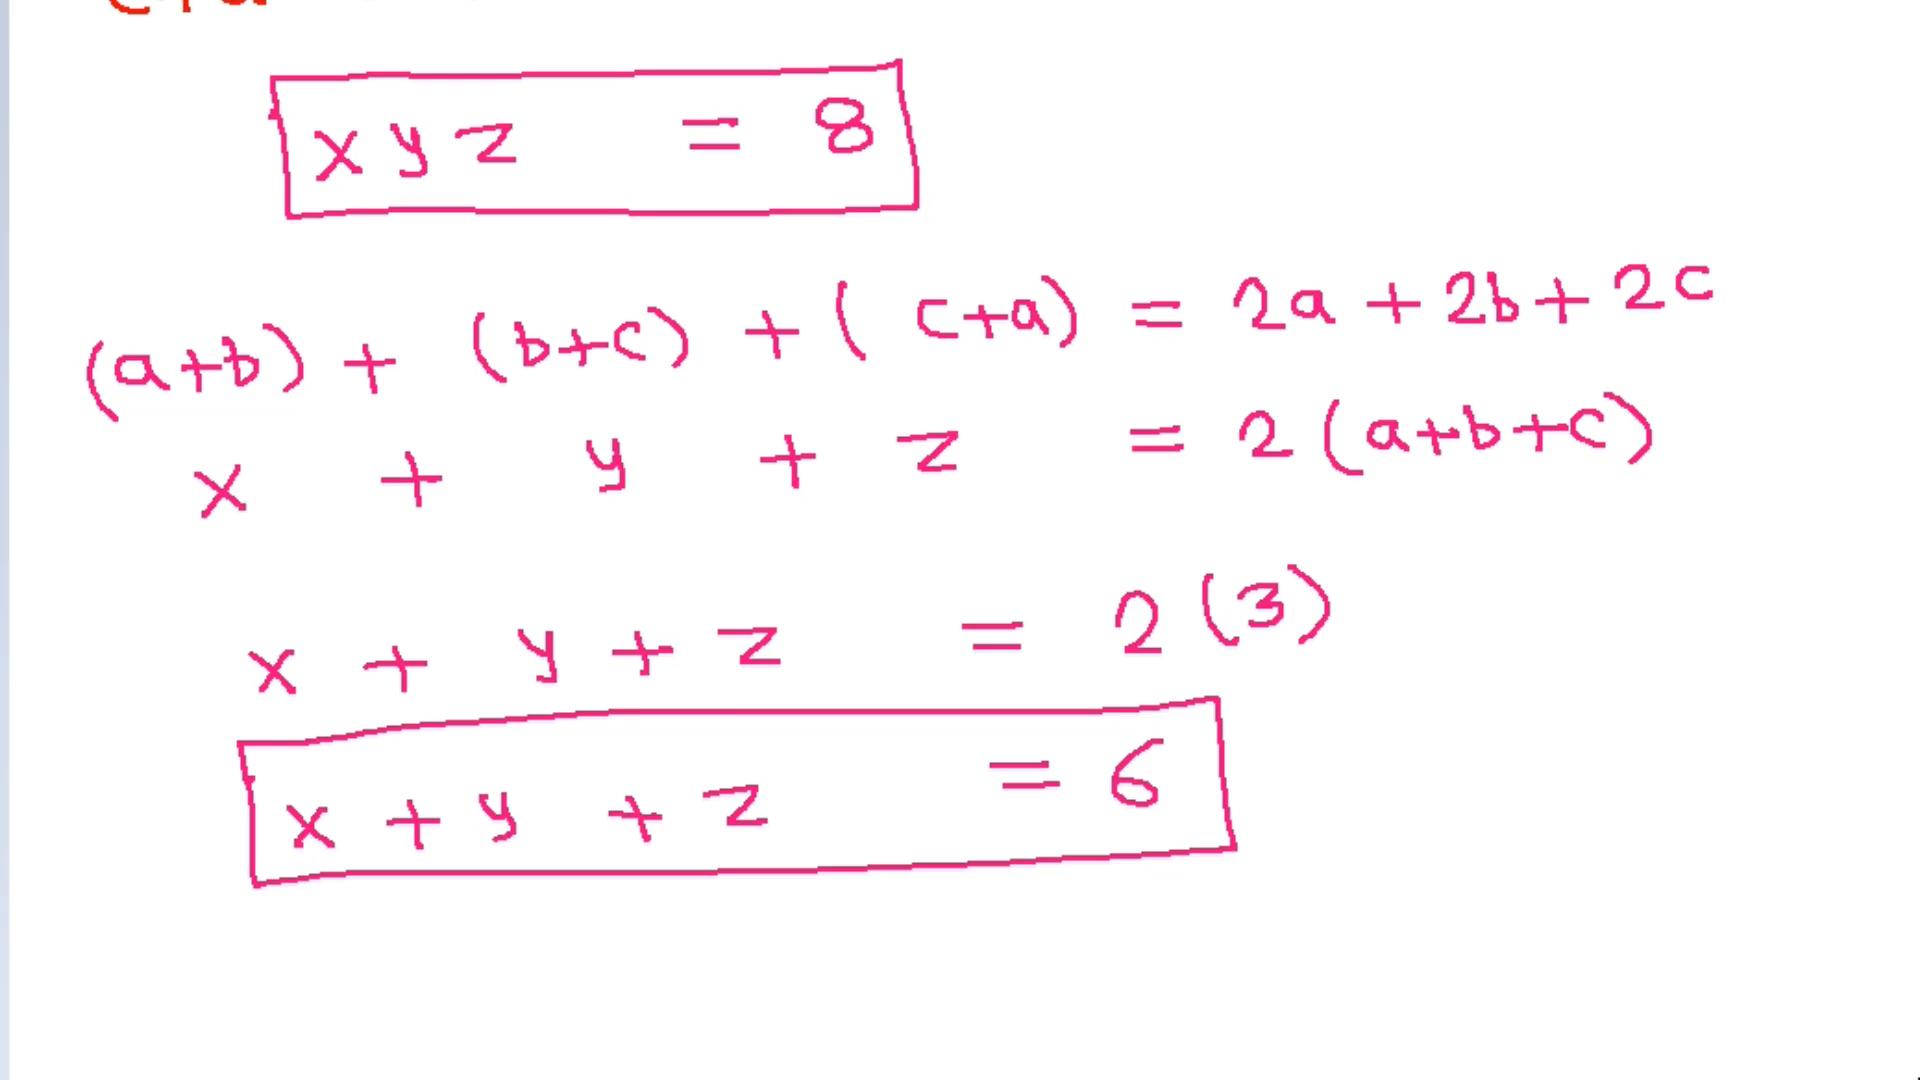 xyz = 8
(a+b) + (b+c) + (c+a) = 2a + 2b + 2c
x + y + z = 2(a+b+c)
x + y + z = 2(3)
x + y + z = 6